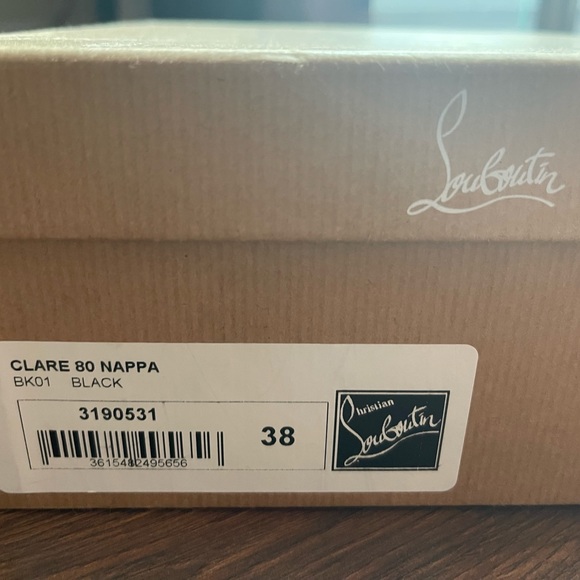 Louboutin
CLARE 80 NAPPA
BK01 BLACK
3190531
38
3615482495656
Christian
Louboutin